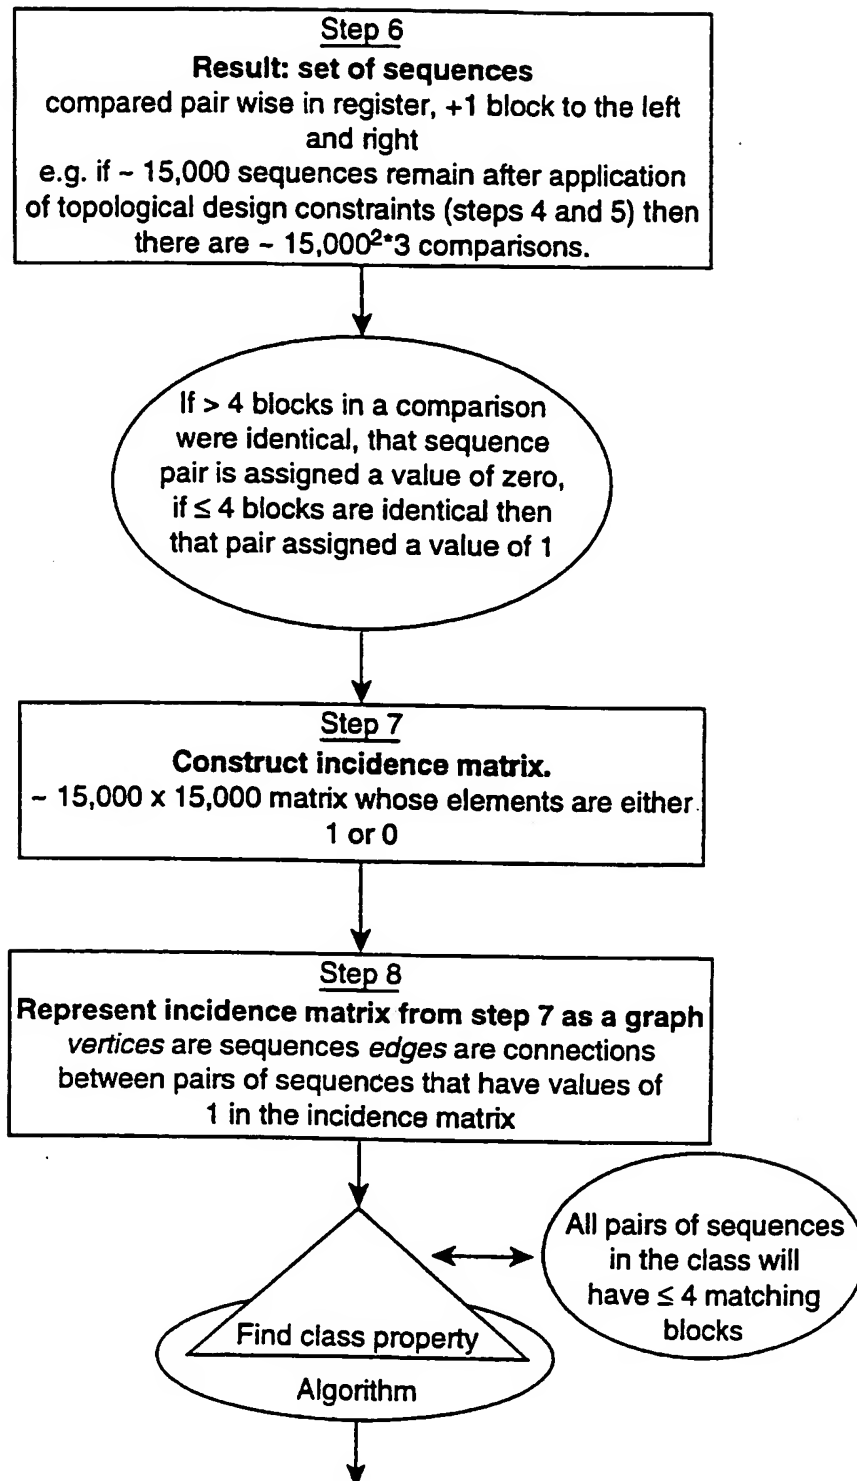 Step 6
Result: set of sequences
compared pair wise in register, +1 block to the left
and right
e.g. if ~ 15,000 sequences remain after application
of topological design constraints (steps 4 and 5) then
there are ~ 15,000²*3 comparisons.
If > 4 blocks in a comparison
were identical, that sequence
pair is assigned a value of zero,
if ≤ 4 blocks are identical then
that pair assigned a value of 1
Step 7
Construct incidence matrix.
~ 15,000 x 15,000 matrix whose elements are either
1 or 0
Step 8
Represent incidence matrix from step 7 as a graph
vertices are sequences edges are connections
between pairs of sequences that have values of
1 in the incidence matrix
All pairs of sequences
in the class will
have ≤ 4 matching
blocks
Find class property
Algorithm